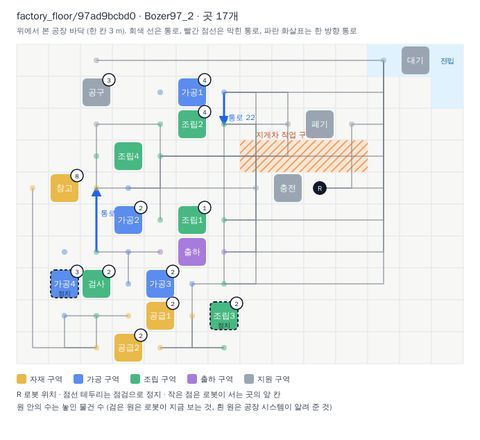 factory_floor/97ad9bcbd0 · Bozer97_2 · 곳 17개
위에서 본 공장 바닥 (한 칸 3 m). 회색 선은 통로, 빨간 점선은 막힌 통로, 파란 화살표는 한 방향 통로
대기
공구 3
가공1 4
조립2 4
통로 22
폐기
지게차 작업 구
조립4
창고 8
충전
R
통로
가공2 2
조립1 1
출하
가공4 3
점검
검사 2
가공3 2
공급1 2
조립3 2
공급2 2
자재 구역
가공 구역
조립 구역
출하 구역
지원 구역
R 로봇 위치 · 점선 테두리는 점검으로 정지 · 작은 점은 로봇이 서는 곳의 앞 칸
원 안의 수는 놓인 물건 수 (검은 원은 로봇이 지금 보는 것, 흰 원은 공장 시스템이 알려 준 것)